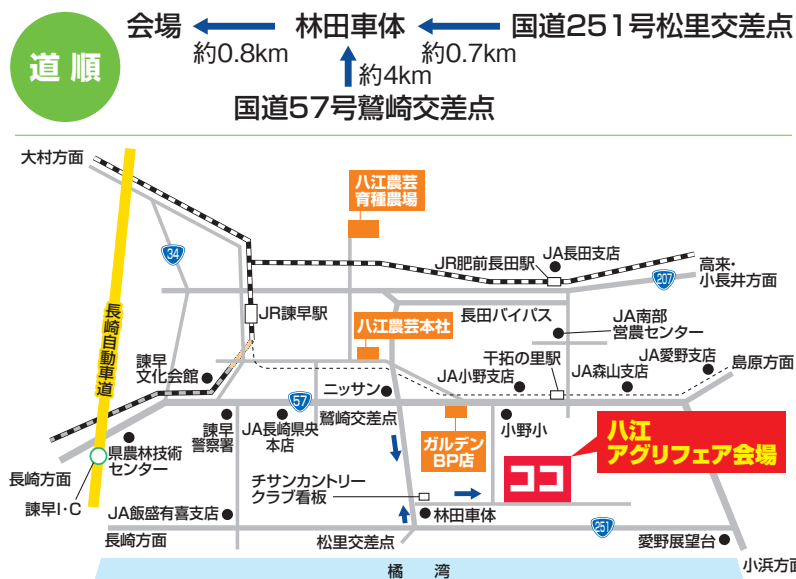 道順
会場
林田車体
国道251号松里交差点
約0.8km
約0.7km
約4km
国道57号鷲崎交差点
大村方面
八江農芸
育種農場
34
JR肥前長田駅
JA長田支店
207
高来・
小長井方面
長崎自動車道
JR諫早駅
長田バイパス
JA南部
営農センター
八江農芸本社
諫早
文化会館
干拓の里駅
JA小野支店
JA森山支店
JA愛野支店
島原方面
ニッサン
57
鷲崎交差点
諫早
警察署
JA長崎県央
本店
ガルデン
BP店
小野小
八江
アグリフェア会場
ココ
県農林技術
センター
長崎方面
諫早I・C
チサンカントリー
クラブ看板
JA飯盛有喜支店
林田車体
251
長崎方面
松里交差点
愛野展望台
小浜方面
橘湾